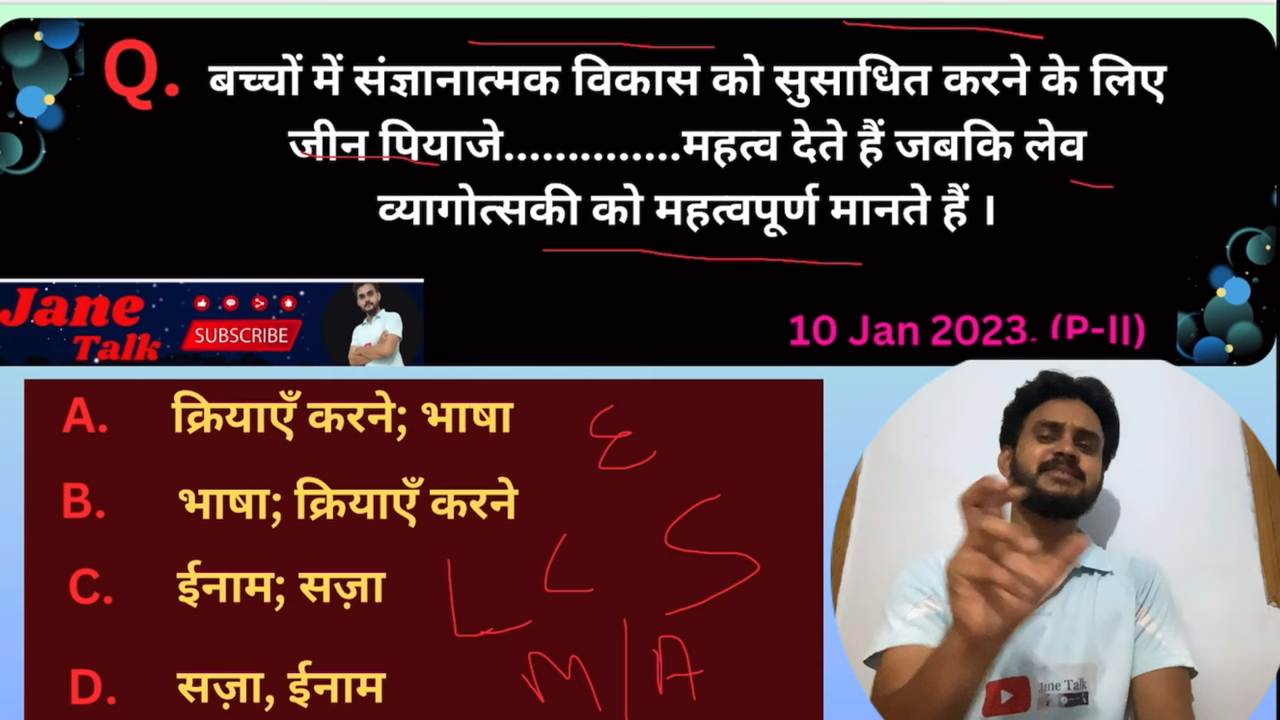 Q. बच्चों में संज्ञानात्मक विकास को सुसाधित करने के लिए
जीन पियाजे..............महत्व देते हैं जबकि लेव
व्यागोत्सकी को महत्वपूर्ण मानते हैं ।
Jane
Talk
SUBSCRIBE
10 Jan 2023. (P-II)
A. क्रियाएँ करने; भाषा
B. भाषा; क्रियाएँ करने
C. ईनाम; सज़ा
D. सज़ा, ईनाम
L C S
M | A
Jane Talk